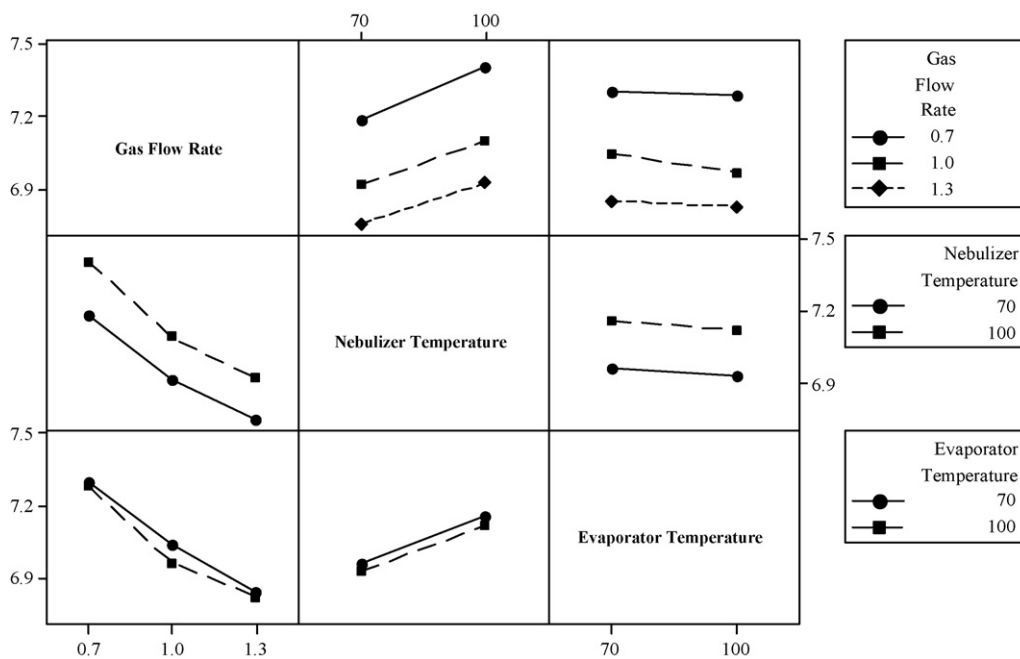 70 100
7.5
7.2
6.9
Gas Flow Rate
Gas
Flow
Rate
0.7
1.0
1.3
Nebulizer Temperature
7.5
7.2
6.9
Nebulizer
Temperature
70
100
7.5
7.2
6.9
Evaporator Temperature
Evaporator
Temperature
70
100
0.7 1.0 1.3 70 100